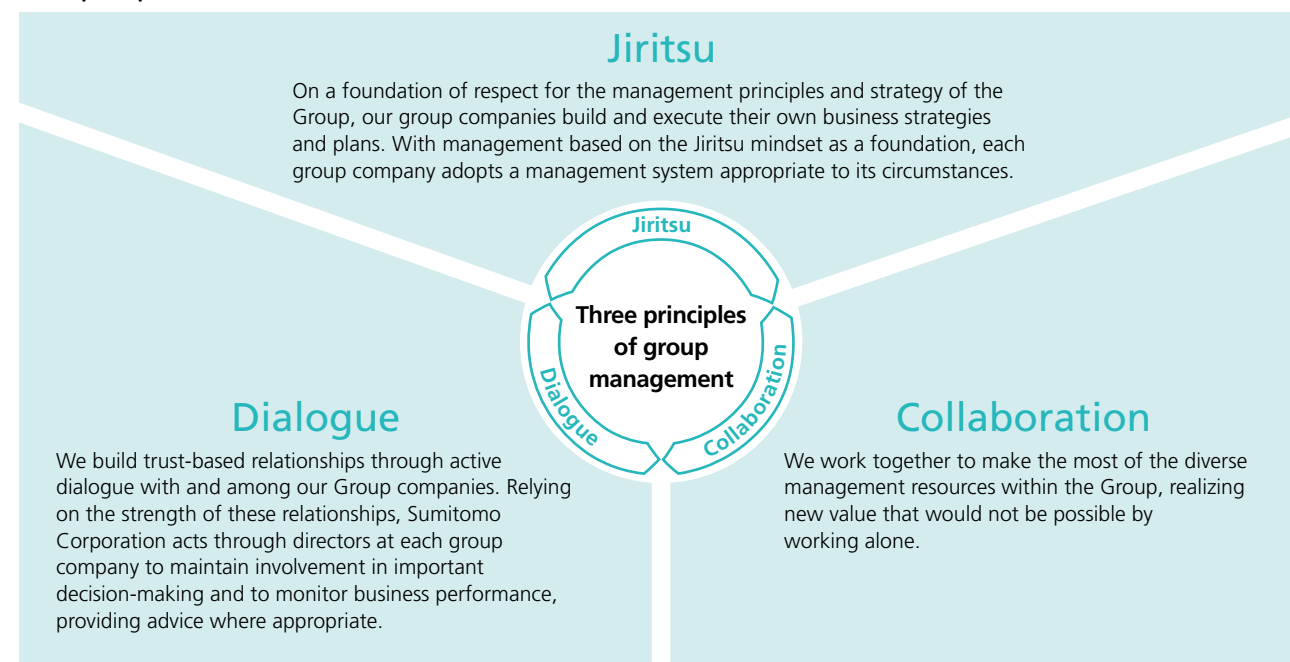 Jiritsu
On a foundation of respect for the management principles and strategy of the
Group, our group companies build and execute their own business strategies
and plans. With management based on the Jiritsu mindset as a foundation, each
group company adopts a management system appropriate to its circumstances.
Jiritsu
Three principles
of group
management
Dialogue
Collaboration
Dialogue
We build trust-based relationships through active
dialogue with and among our Group companies. Relying
on the strength of these relationships, Sumitomo
Corporation acts through directors at each group
company to maintain involvement in important
decision-making and to monitor business performance,
providing advice where appropriate.
Collaboration
We work together to make the most of the diverse
management resources within the Group, realizing
new value that would not be possible by
working alone.